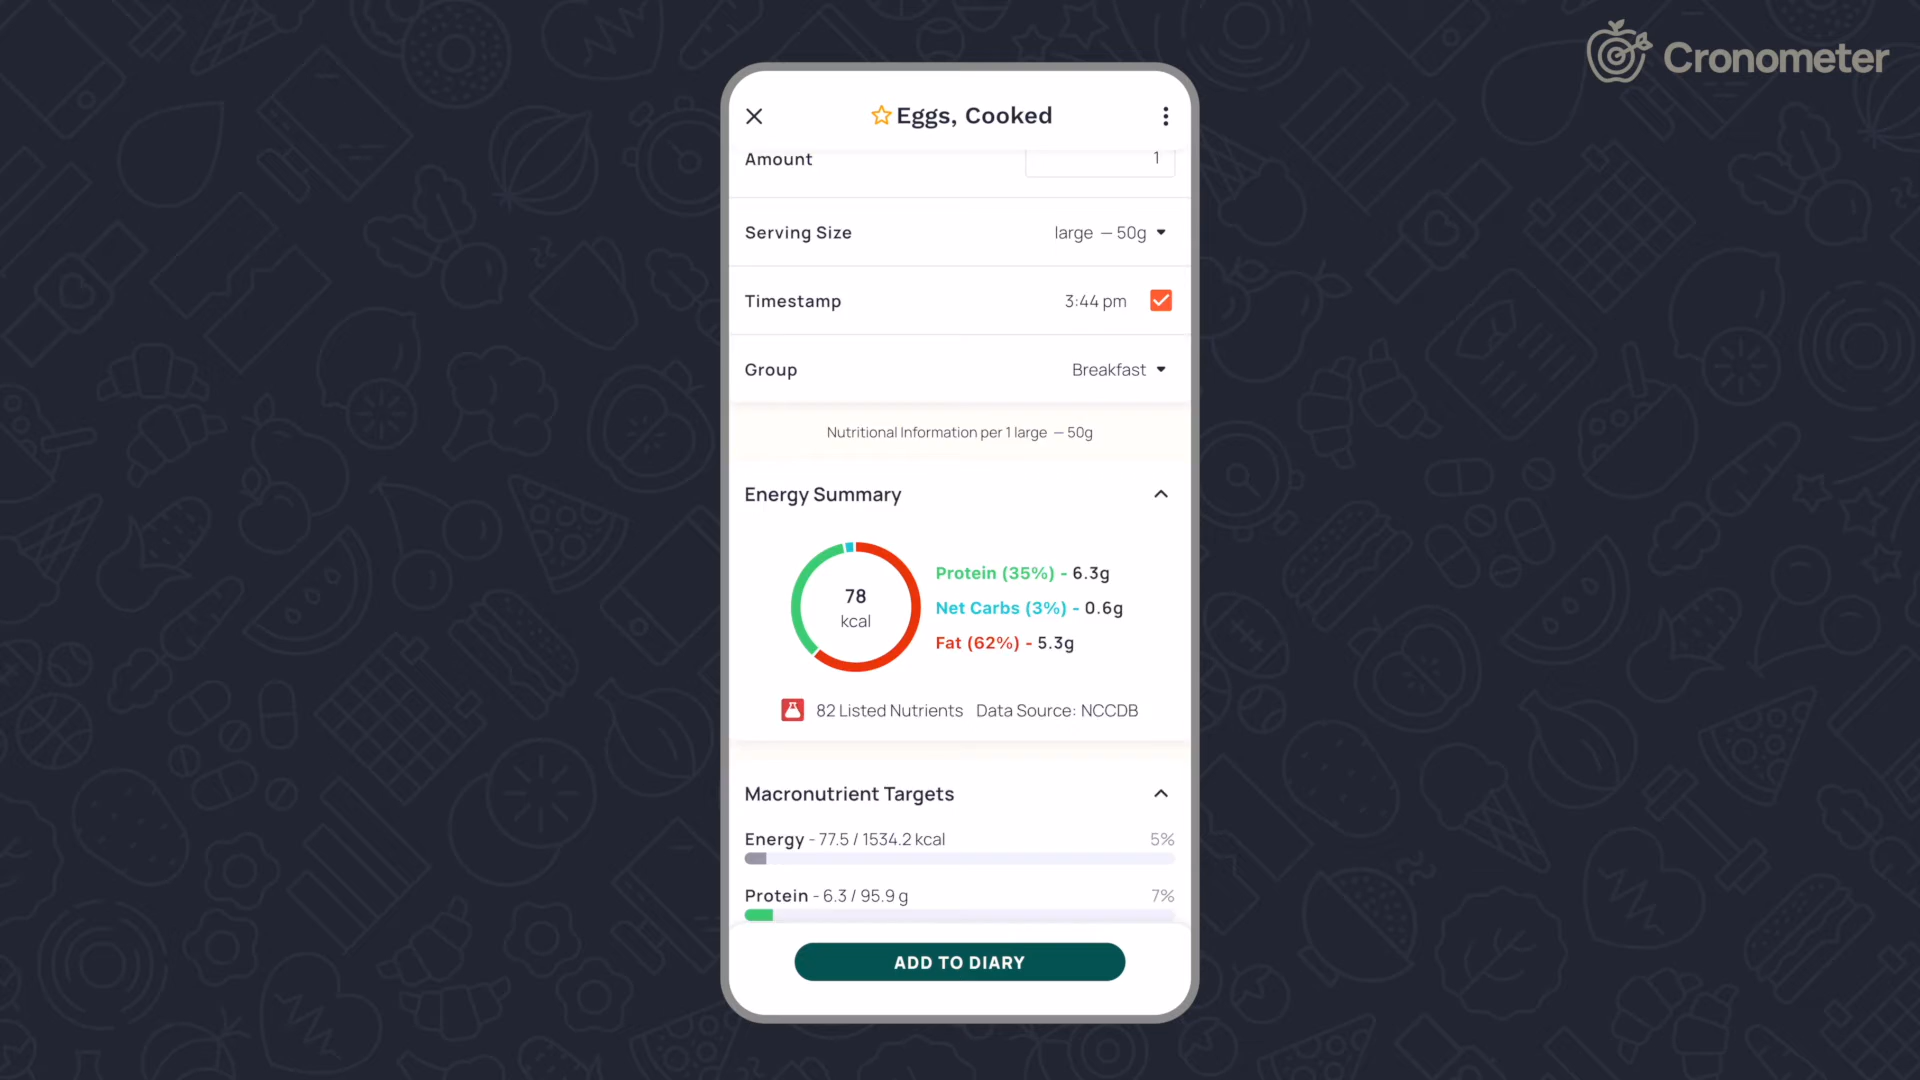 Cronometer
Eggs, Cooked
Amount 1
Serving Size large — 50g
Timestamp 3:44 pm
Group Breakfast
Nutritional Information per 1 large — 50g
Energy Summary
78
kcal
Protein (35%) - 6.3g
Net Carbs (3%) - 0.6g
Fat (62%) - 5.3g
82 Listed Nutrients Data Source: NCCDB
Macronutrient Targets
Energy - 77.5 / 1534.2 kcal 5%
Protein - 6.3 / 95.9 g 7%
ADD TO DIARY